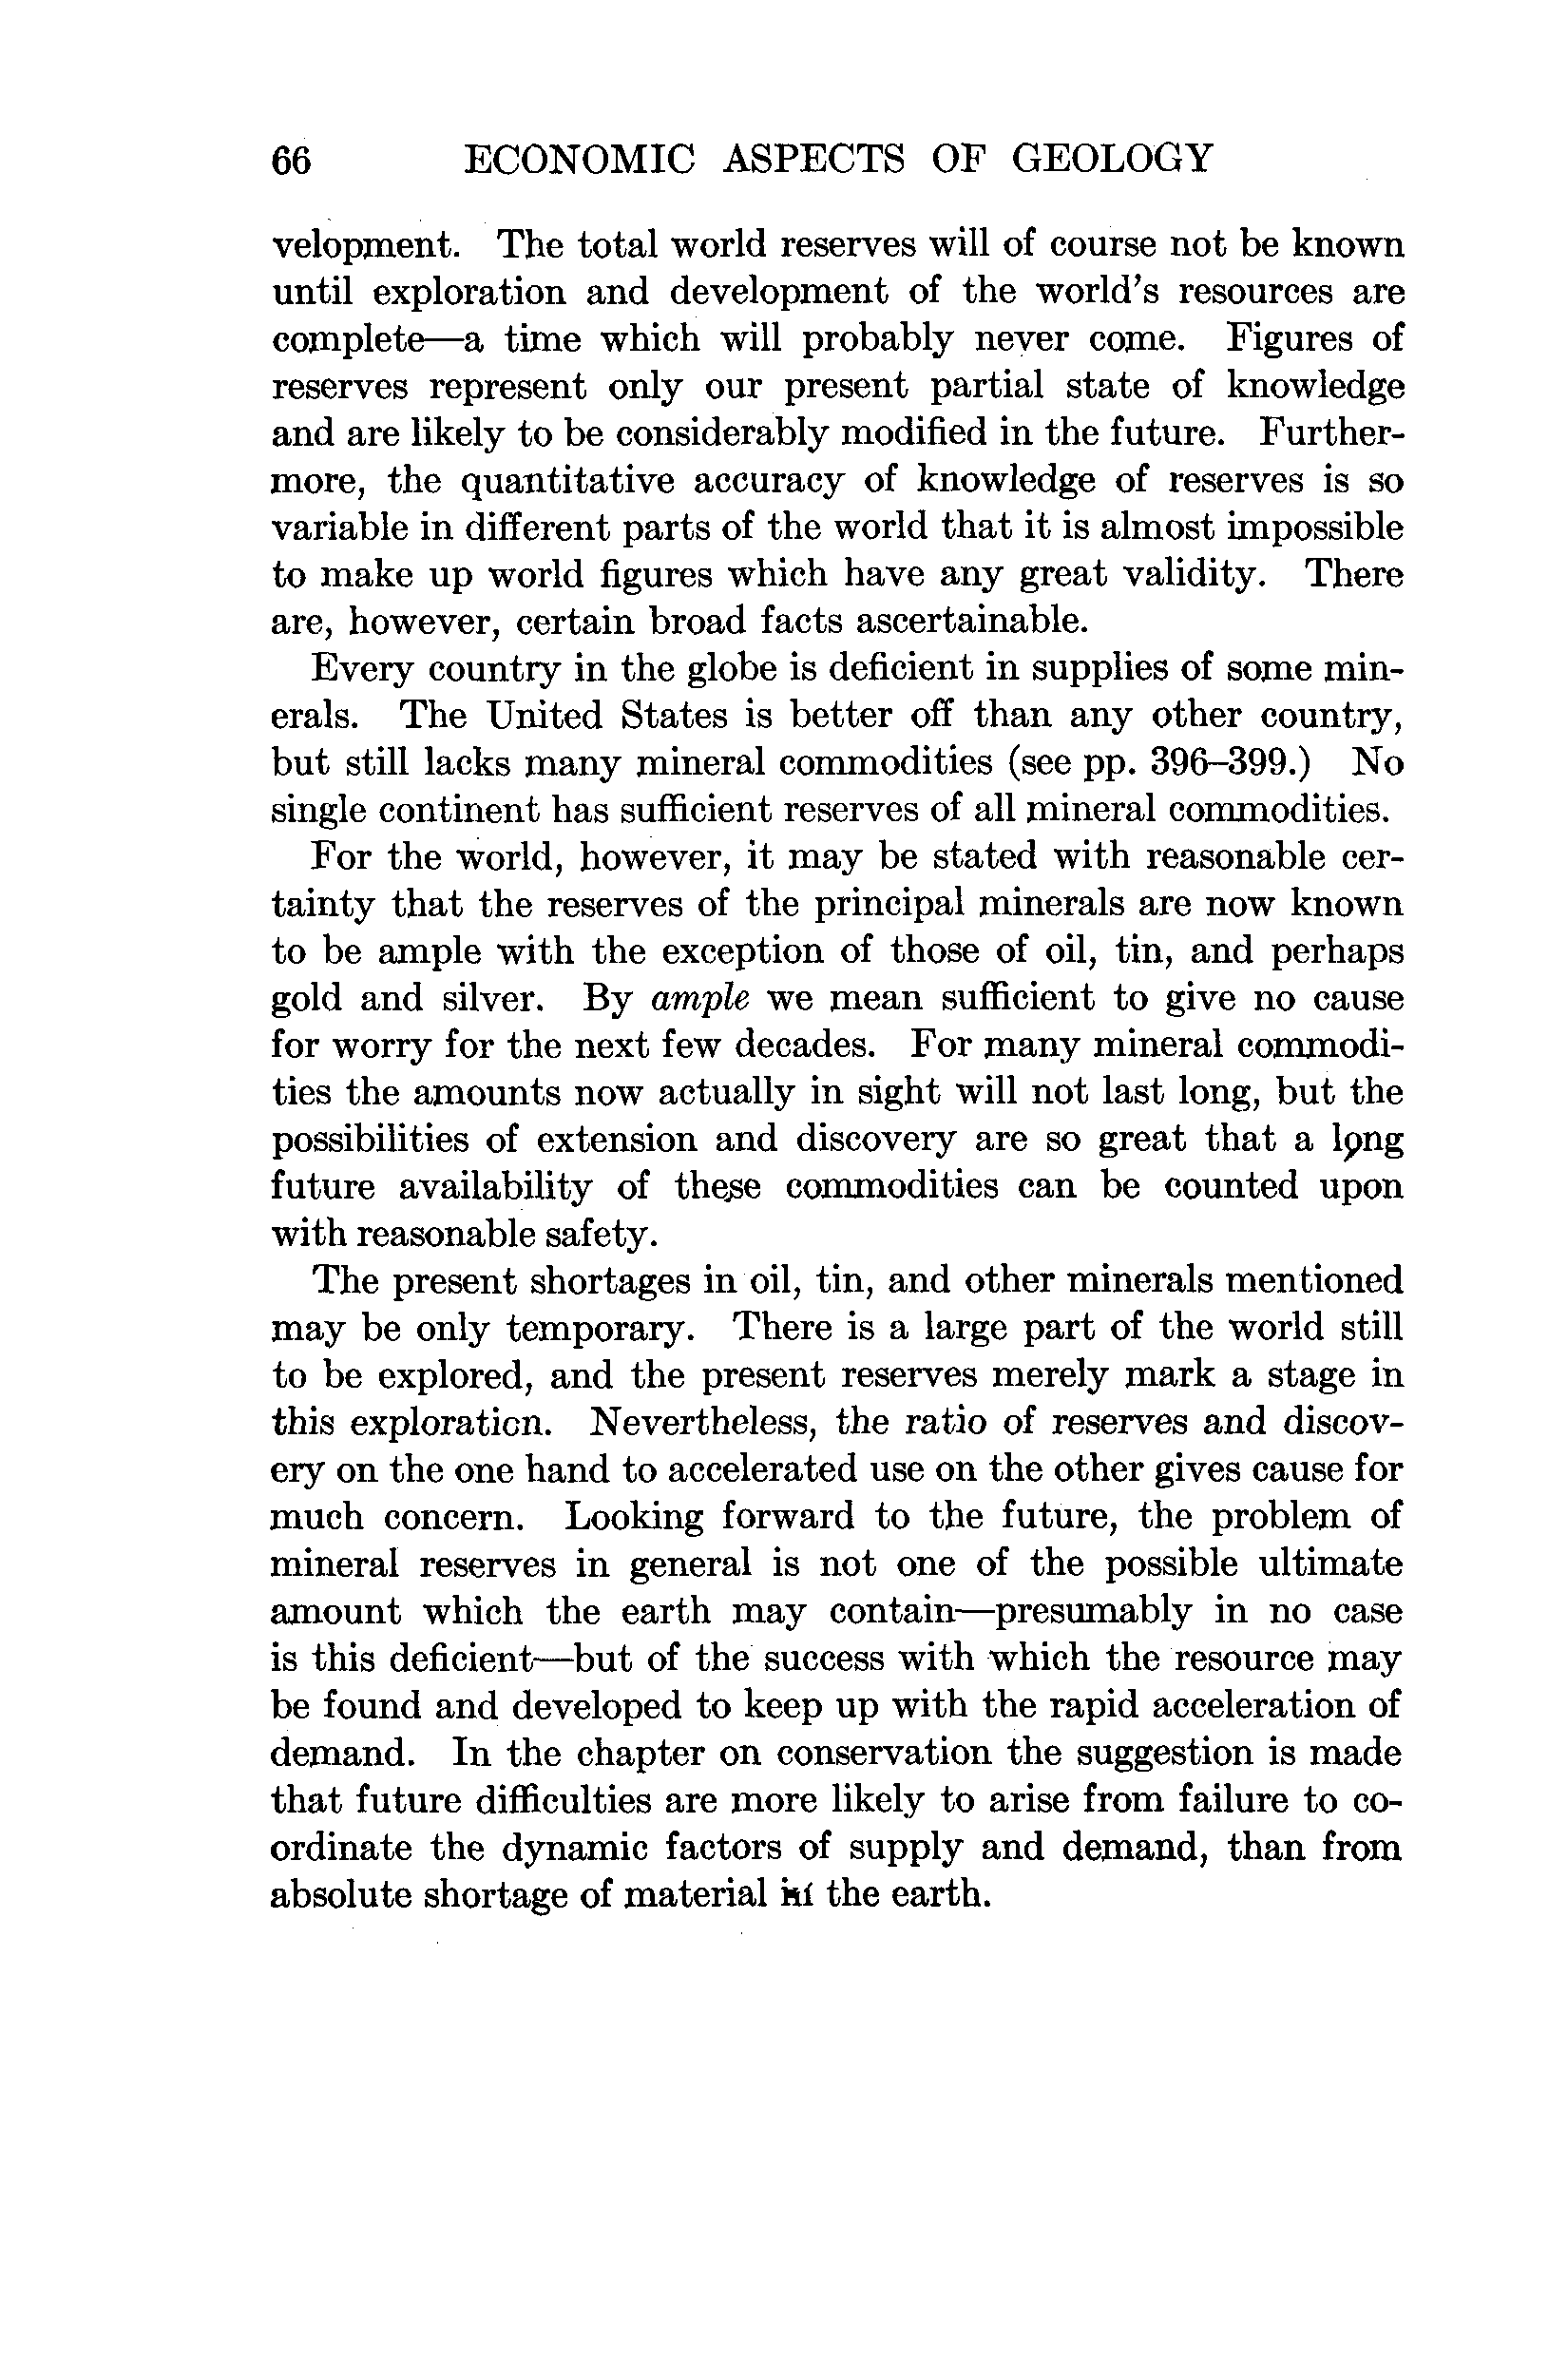 66 ECONOMIC ASPECTS OF GEOLOGY
velopment. The total world reserves will of course not be known
until exploration and development of the world's resources are
complete—a time which will probably never come. Figures of
reserves represent only our present partial state of knowledge
and are likely to be considerably modified in the future. Further-
more, the quantitative accuracy of knowledge of reserves is so
variable in different parts of the world that it is almost impossible
to make up world figures which have any great validity. There
are, however, certain broad facts ascertainable.
Every country in the globe is deficient in supplies of some min-
erals. The United States is better off than any other country,
but still lacks many mineral commodities (see pp. 396–399.) No
single continent has sufficient reserves of all mineral commodities.
For the world, however, it may be stated with reasonable cer-
tainty that the reserves of the principal minerals are now known
to be ample with the exception of those of oil, tin, and perhaps
gold and silver. By ample we mean sufficient to give no cause
for worry for the next few decades. For many mineral commodi-
ties the amounts now actually in sight will not last long, but the
possibilities of extension and discovery are so great that a long
future availability of these commodities can be counted upon
with reasonable safety.
The present shortages in oil, tin, and other minerals mentioned
may be only temporary. There is a large part of the world still
to be explored, and the present reserves merely mark a stage in
this exploration. Nevertheless, the ratio of reserves and discov-
ery on the one hand to accelerated use on the other gives cause for
much concern. Looking forward to the future, the problem of
mineral reserves in general is not one of the possible ultimate
amount which the earth may contain—presumably in no case
is this deficient—but of the success with which the resource may
be found and developed to keep up with the rapid acceleration of
demand. In the chapter on conservation the suggestion is made
that future difficulties are more likely to arise from failure to co-
ordinate the dynamic factors of supply and demand, than from
absolute shortage of material the earth.